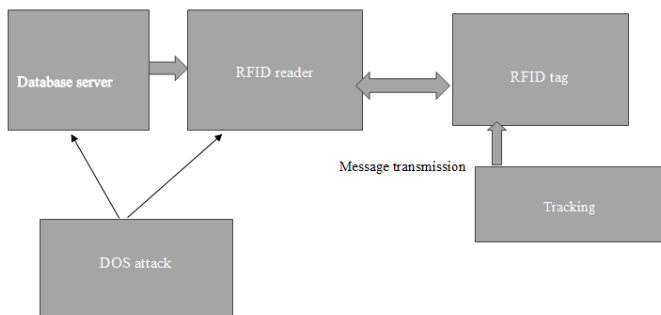 Database server
RFID reader
RFID tag
Message transmission
Tracking
DOS attack